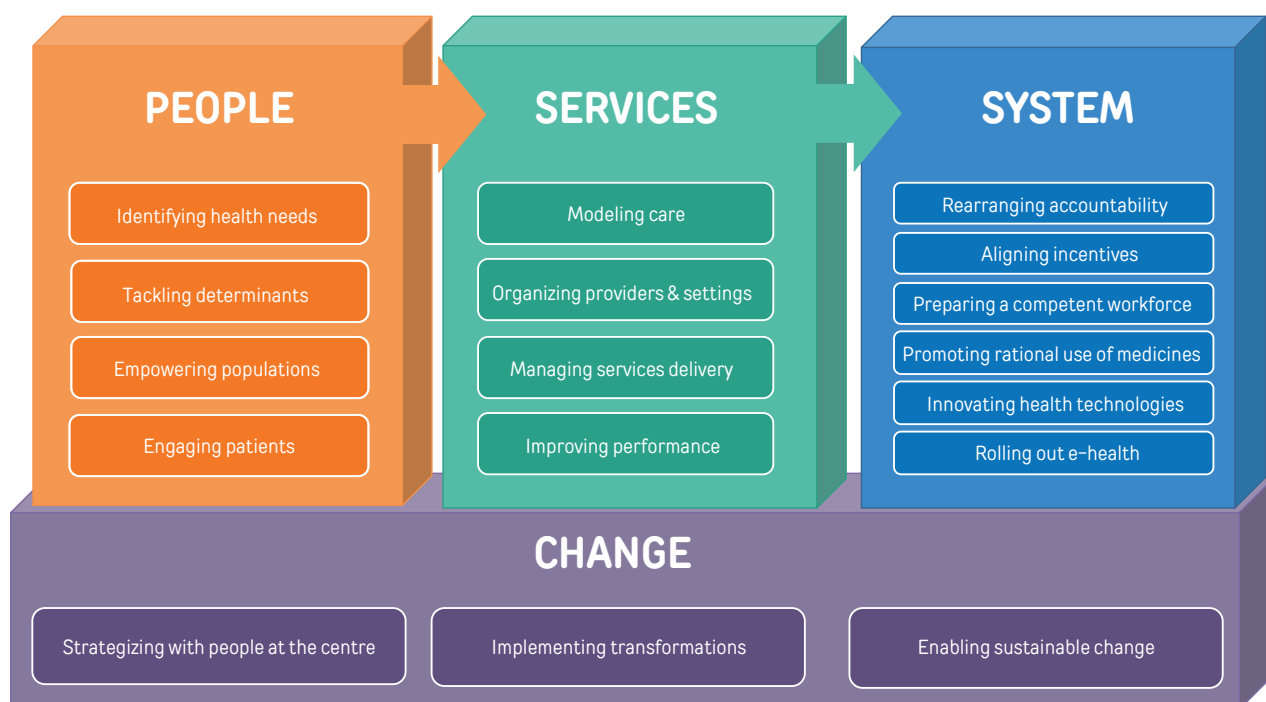 PEOPLE
Identifying health needs
Tackling determinants
Empowering populations
Engaging patients
SERVICES
Modeling care
Organizing providers & settings
Managing services delivery
Improving performance
SYSTEM
Rearranging accountability
Aligning incentives
Preparing a competent workforce
Promoting rational use of medicines
Innovating health technologies
Rolling out e-health
CHANGE
Strategizing with people at the centre
Implementing transformations
Enabling sustainable change